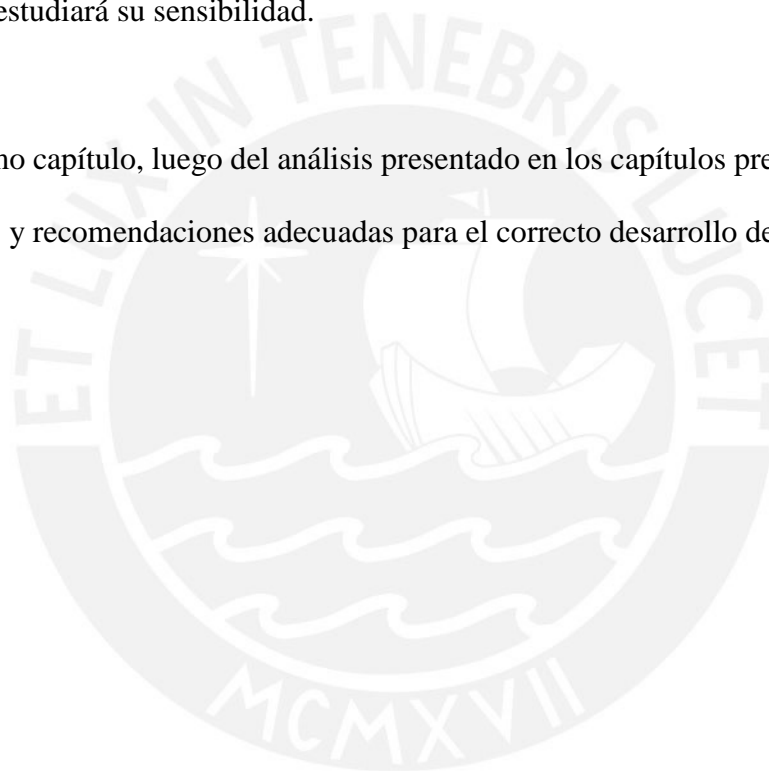 estudiará su sensibilidad.
ET LUX IN TENEBRIS LUCET
no capítulo, luego del análisis presentado en los capítulos pre
y recomendaciones adecuadas para el correcto desarrollo de
MCMXVII